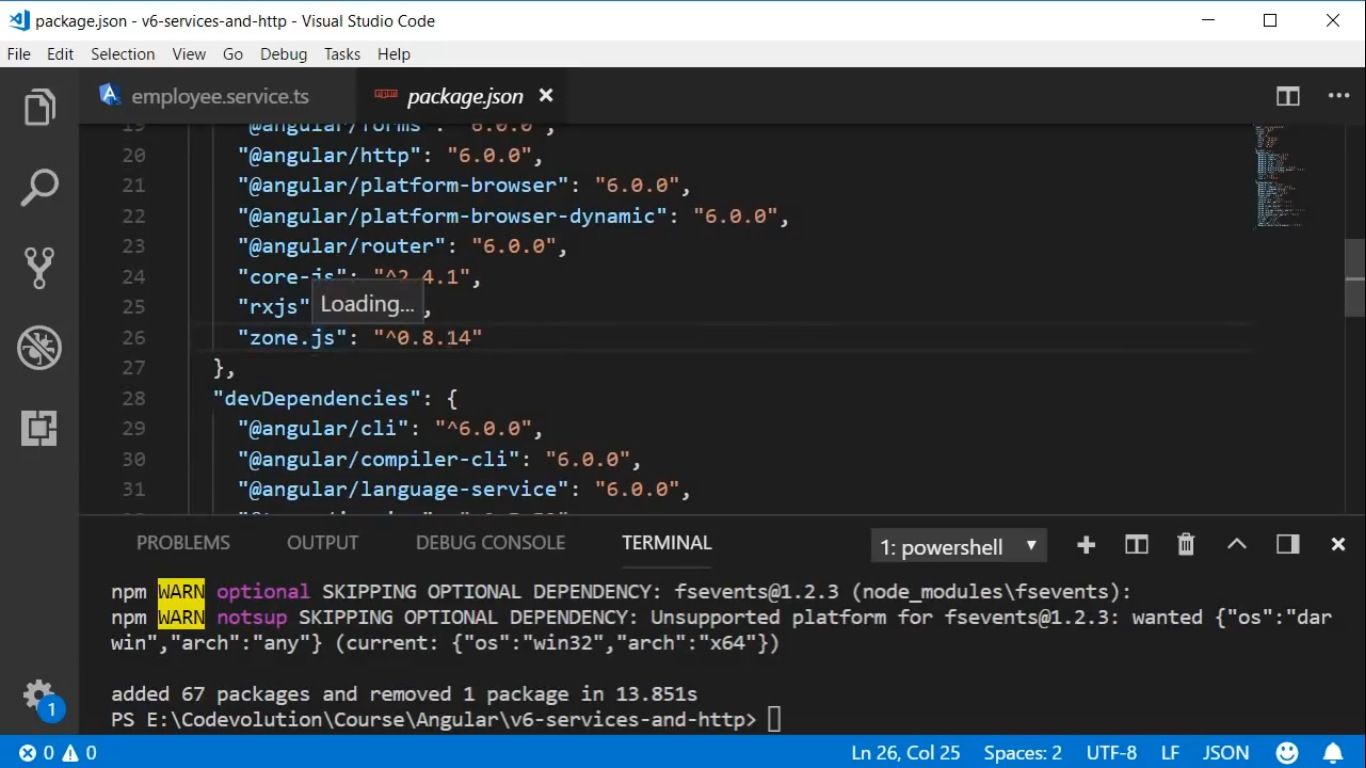 package.json - v6-services-and-http - Visual Studio Code
File Edit Selection View Go Debug Tasks Help
employee.service.ts package.json
19 "@angular/forms": "6.0.0",
20 "@angular/http": "6.0.0",
21 "@angular/platform-browser": "6.0.0",
22 "@angular/platform-browser-dynamic": "6.0.0",
23 "@angular/router": "6.0.0",
24 "core-js": "^2.4.1",
25 "rxjs" Loading... ,
26 "zone.js": "^0.8.14"
27 },
28 "devDependencies": {
29 "@angular/cli": "^6.0.0",
30 "@angular/compiler-cli": "6.0.0",
31 "@angular/language-service": "6.0.0",
PROBLEMS OUTPUT DEBUG CONSOLE TERMINAL 1: powershell
npm WARN optional SKIPPING OPTIONAL DEPENDENCY: fsevents@1.2.3 (node_modules\fsevents):
npm WARN notsup SKIPPING OPTIONAL DEPENDENCY: Unsupported platform for fsevents@1.2.3: wanted {"os":"dar
win","arch":"any"} (current: {"os":"win32","arch":"x64"})
added 67 packages and removed 1 package in 13.851s
PS E:\Codevolution\Course\Angular\v6-services-and-http>
1
0 0 Ln 26, Col 25 Spaces: 2 UTF-8 LF JSON